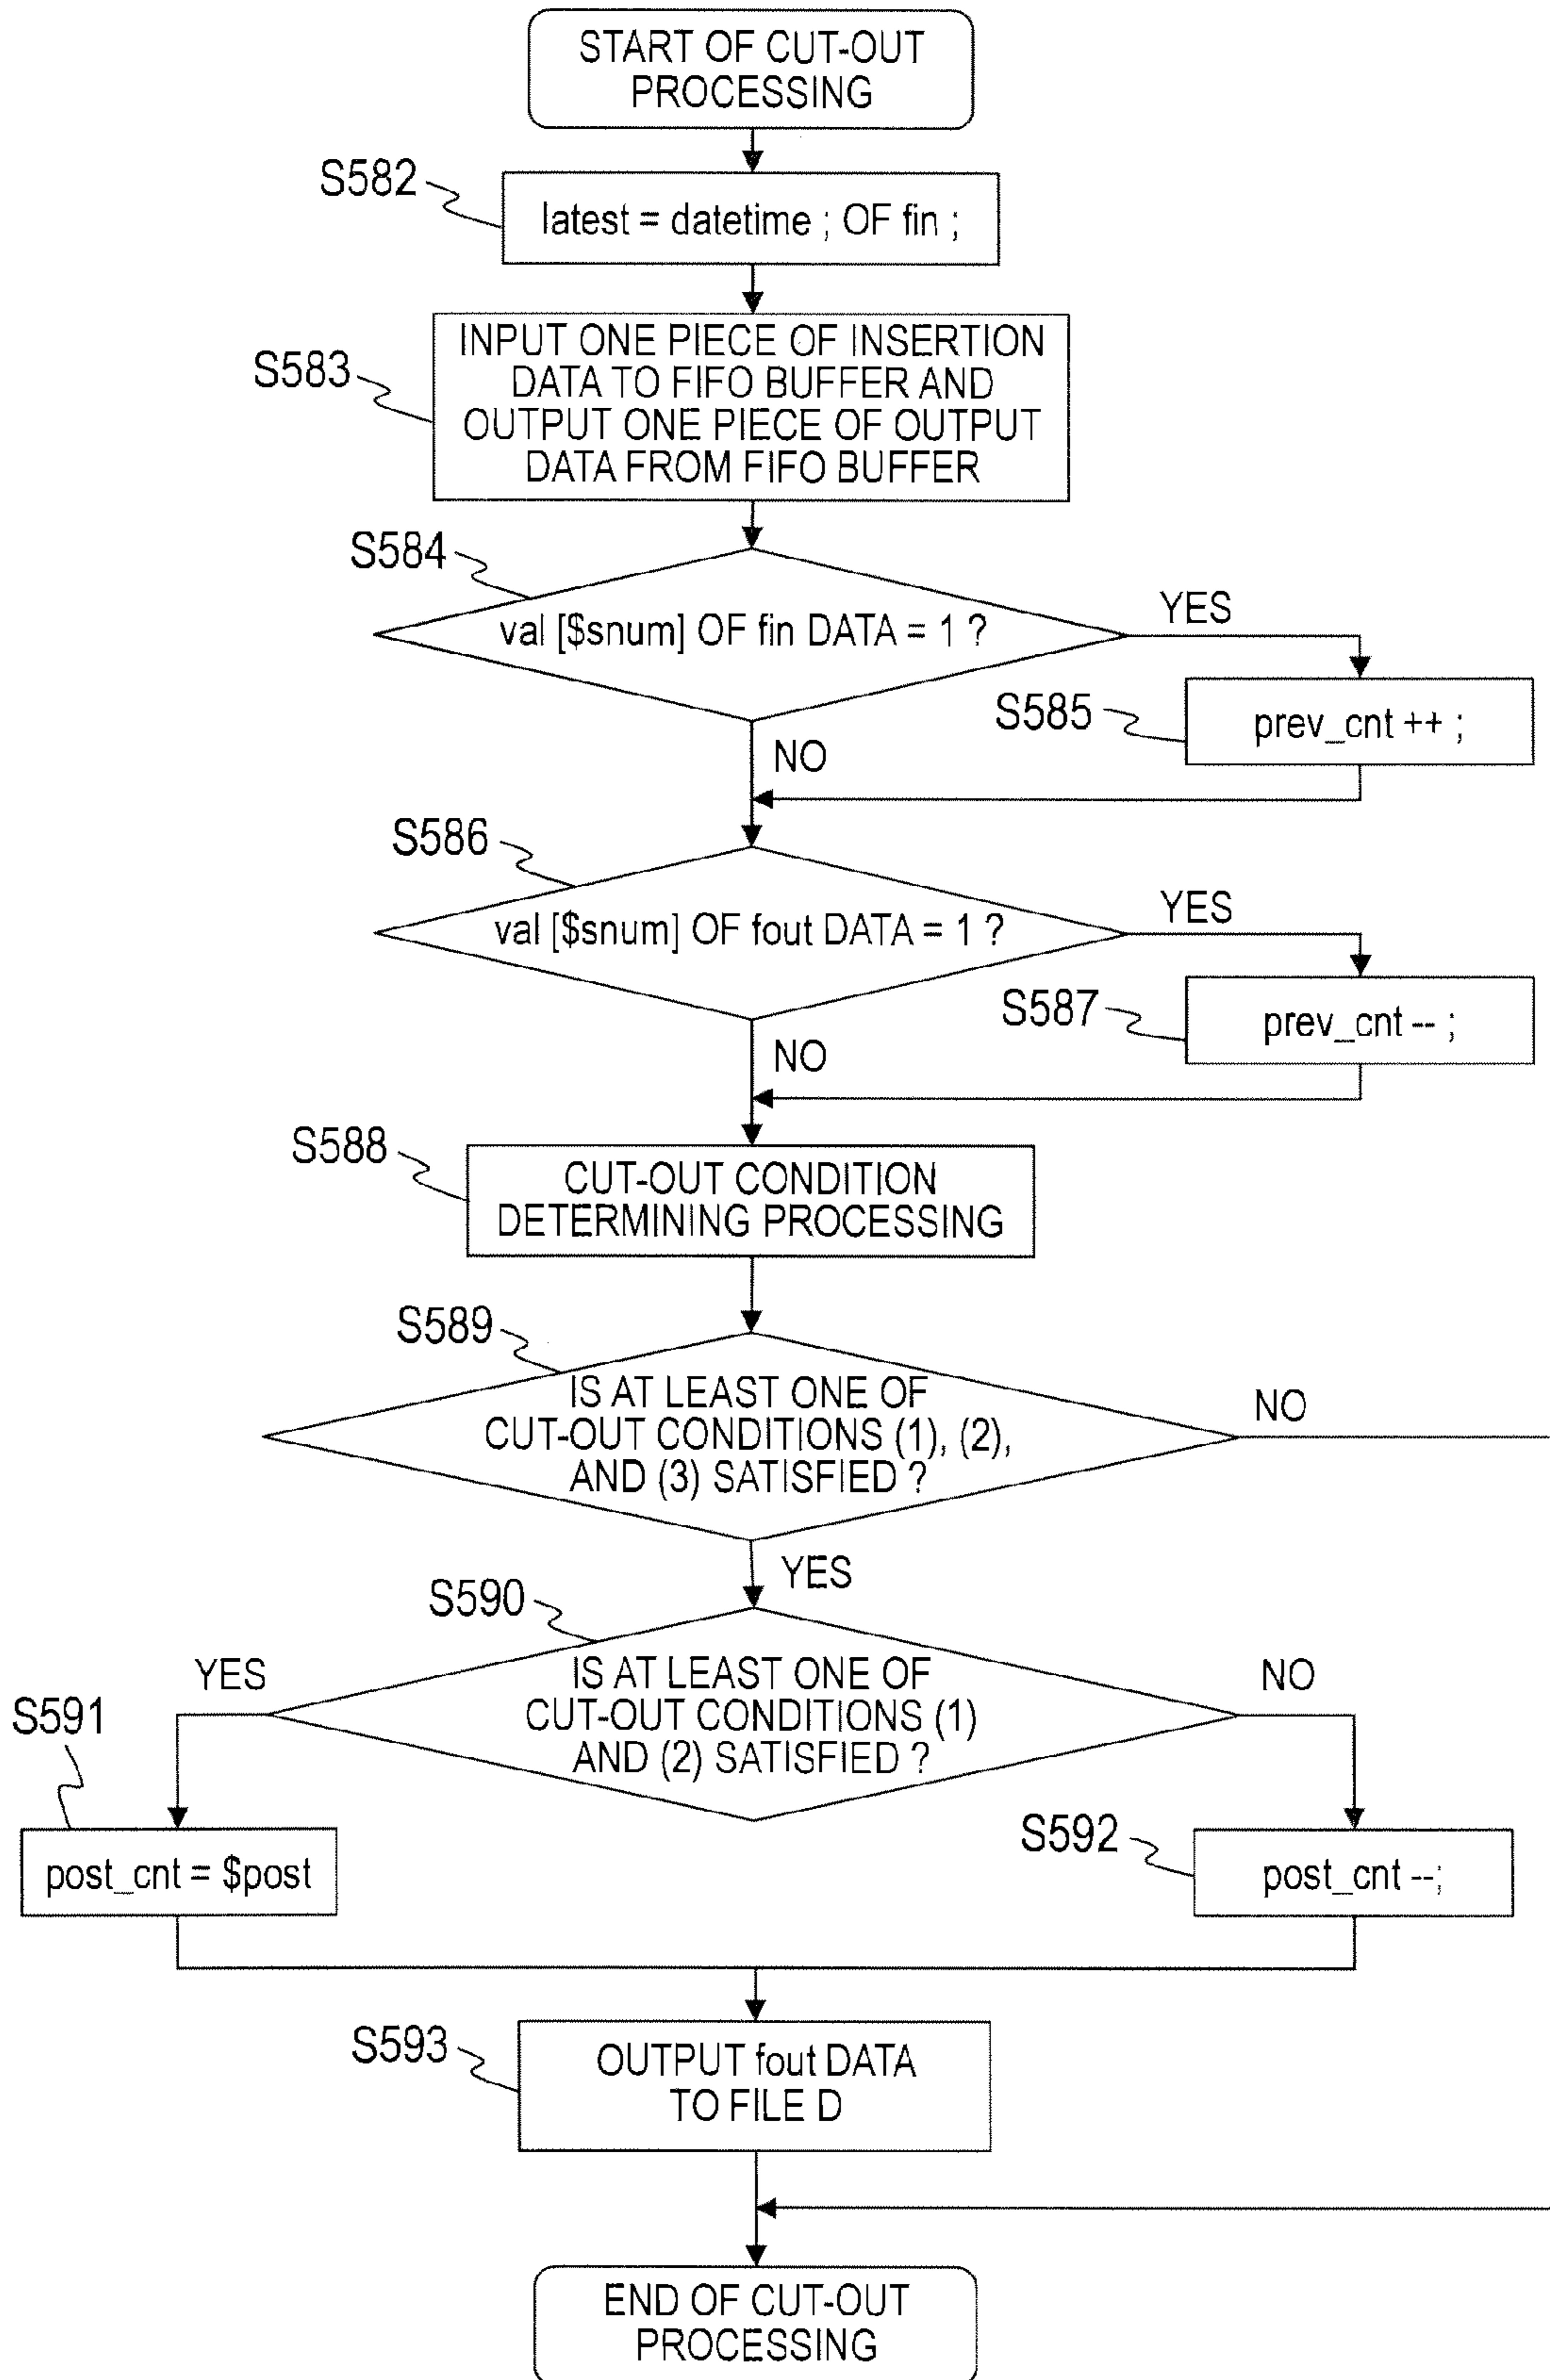 START OF CUT-OUT
PROCESSING
S582
latest = datetime ; OF fin ;
S583
INPUT ONE PIECE OF INSERTION
DATA TO FIFO BUFFER AND
OUTPUT ONE PIECE OF OUTPUT
DATA FROM FIFO BUFFER
S584
val [$snum] OF fin DATA = 1 ?
YES
S585
prev_cnt ++ ;
NO
S586
val [$snum] OF fout DATA = 1 ?
YES
S587
prev_cnt -- ;
NO
S588
CUT-OUT CONDITION
DETERMINING PROCESSING
S589
IS AT LEAST ONE OF
CUT-OUT CONDITIONS (1), (2),
AND (3) SATISFIED ?
NO
YES
S590
IS AT LEAST ONE OF
CUT-OUT CONDITIONS (1)
AND (2) SATISFIED ?
YES
NO
S591
post_cnt = $post
S592
post_cnt --;
S593
OUTPUT fout DATA
TO FILE D
END OF CUT-OUT
PROCESSING